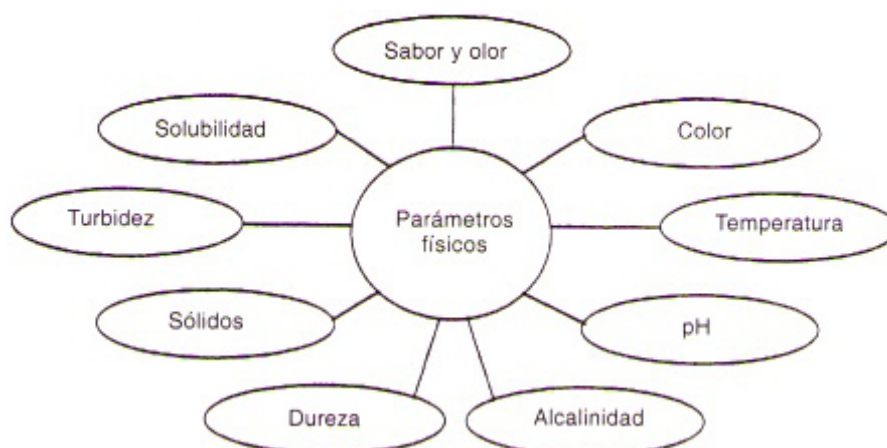 Sabor y olor
Solubilidad
Color
Turbidez
Parámetros
físicos
Temperatura
Sólidos
pH
Dureza
Alcalinidad